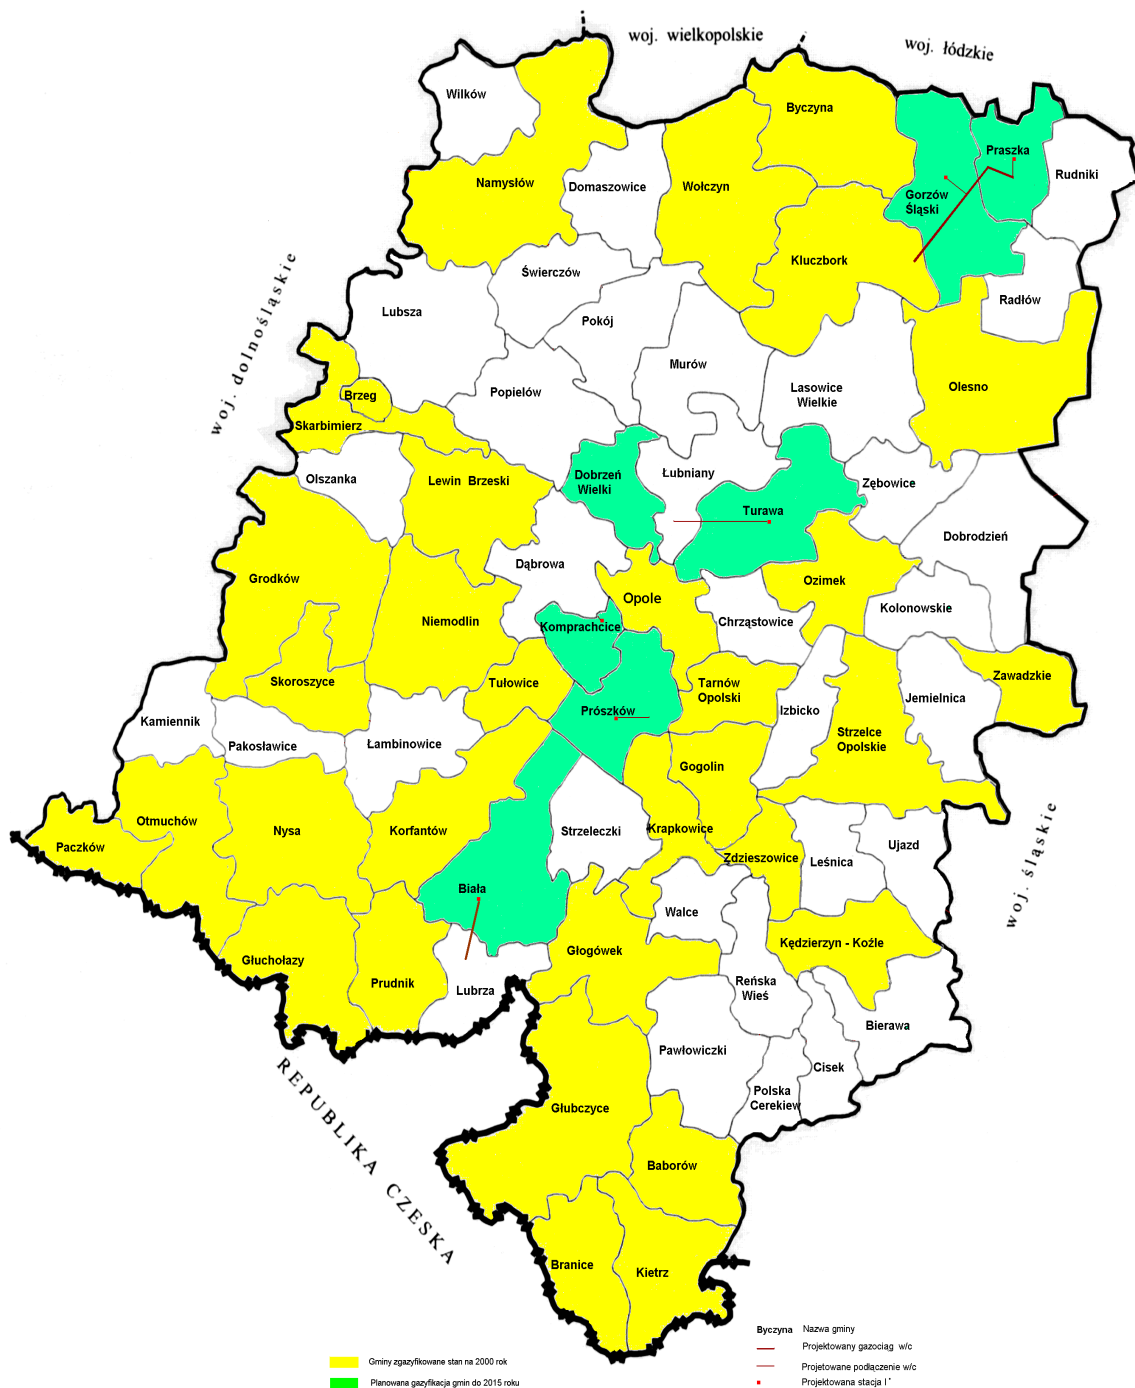 woj. wielkopolskie
woj. łódzkie
Wilków
Byczyna
Praszka
Rudniki
Namysłów
Domaszowice
Wołczyn
Gorzów
Śląski
Kluczbork
Świerczów
woj. dolnośląskie
Lubsza
Pokój
Radłów
Murów
Lasowice
Wielkie
Olesno
Brzeg
Popielów
Skarbimierz
Olszanka
Lewin Brzeski
Dobrzeń
Wielki
Łubniany
Zębowice
Turawa
Dobrodzień
Grodków
Dąbrowa
Ozimek
Opole
Kolonowskie
Niemodlin
Komprachcice
Chrząstowice
Skoroszyce
Tułowice
Tarnów
Opolski
Zawadzkie
Jemielnica
Prószków
Izbicko
Kamiennik
Pakosławice
Łambinowice
Strzelce
Opolskie
Gogolin
Otmuchów
Nysa
Korfantów
Strzeleczki
Krapkowice
Paczków
Zdzieszowice
Leśnica
Ujazd
woj. śląskie
Biała
Walce
Głogówek
Kędzierzyn - Koźle
Głuchołazy
Prudnik
Lubrza
Reńska
Wieś
Bierawa
Pawłowiczki
Cisek
REPUBLIKA CZESKA
Polska
Cerekiew
Głubczyce
Baborów
Branice
Kietrz
Byczyna Nazwa gminy
Projektowany gazociąg w/c
Gminy zgazyfikowane stan na 2000 rok
Projetowane podłączenie w/c
Planowana gazyfikacja gmin do 2015 roku
Projektowana stacja I °